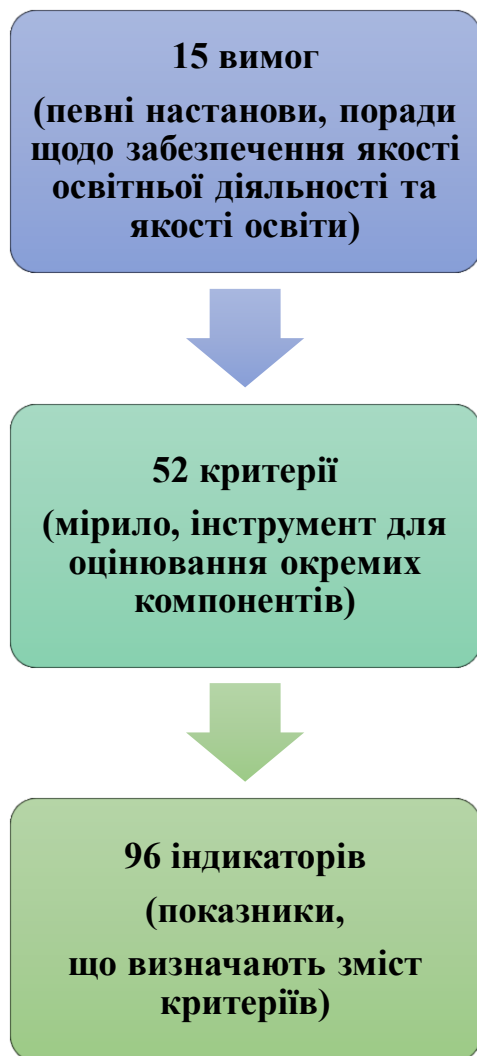 15 вимог
(певні настанови, поради
щодо забезпечення якості
освітньої діяльності та
якості освіти)
52 критерії
(мірило, інструмент для
оцінювання окремих
компонентів)
96 індикаторів
(показники,
що визначають зміст
критеріїв)